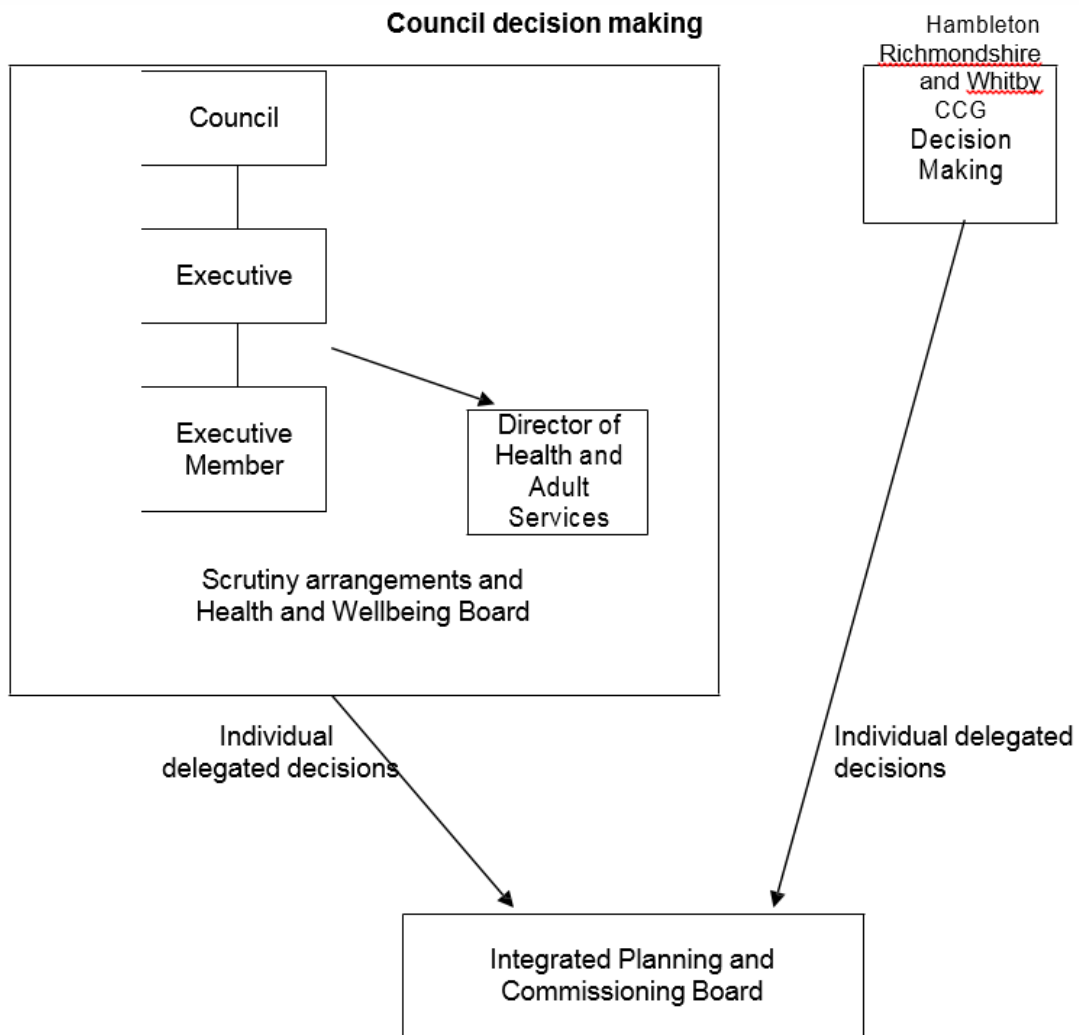 Council decision making
Hambleton
Richmondshire
and Whitby
CCG
Decision
Making
Council
Executive
Executive
Member
Director of
Health and
Adult
Services
Scrutiny arrangements and
Health and Wellbeing Board
Individual
delegated decisions
Individual delegated
decisions
Integrated Planning and
Commissioning Board